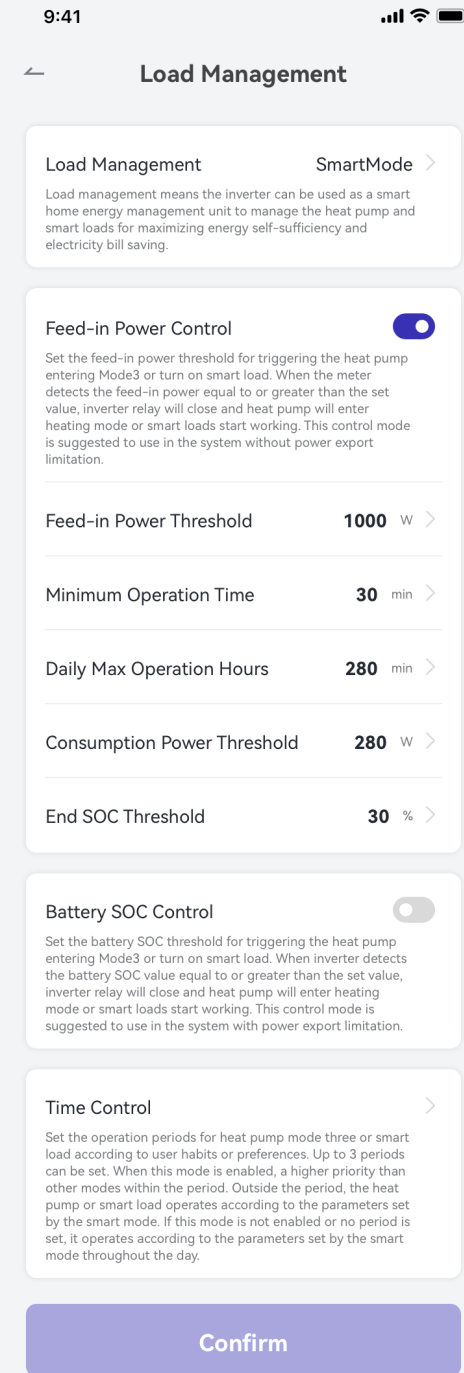 9:41
Load Management
Load Management SmartMode
Load management means the inverter can be used as a smart
home energy management unit to manage the heat pump and
smart loads for maximizing energy self-sufficiency and
electricity bill saving.
Feed-in Power Control
Set the feed-in power threshold for triggering the heat pump
entering Mode3 or turn on smart load. When the meter
detects the feed-in power equal to or greater than the set
value, inverter relay will close and heat pump will enter
heating mode or smart loads start working. This control mode
is suggested to use in the system without power export
limitation.
Feed-in Power Threshold 1000 W
Minimum Operation Time 30 min
Daily Max Operation Hours 280 min
Consumption Power Threshold 280 W
End SOC Threshold 30 %
Battery SOC Control
Set the battery SOC threshold for triggering the heat pump
entering Mode3 or turn on smart load. When inverter detects
the battery SOC value equal to or greater than the set value,
inverter relay will close and heat pump will enter heating
mode or smart loads start working. This control mode is
suggested to use in the system with power export limitation.
Time Control
Set the operation periods for heat pump mode three or smart
load according to user habits or preferences. Up to 3 periods
can be set. When this mode is enabled, a higher priority than
other modes within the period. Outside the period, the heat
pump or smart load operates according to the parameters set
by the smart mode. If this mode is not enabled or no period is
set, it operates according to the parameters set by the smart
mode throughout the day.
Confirm